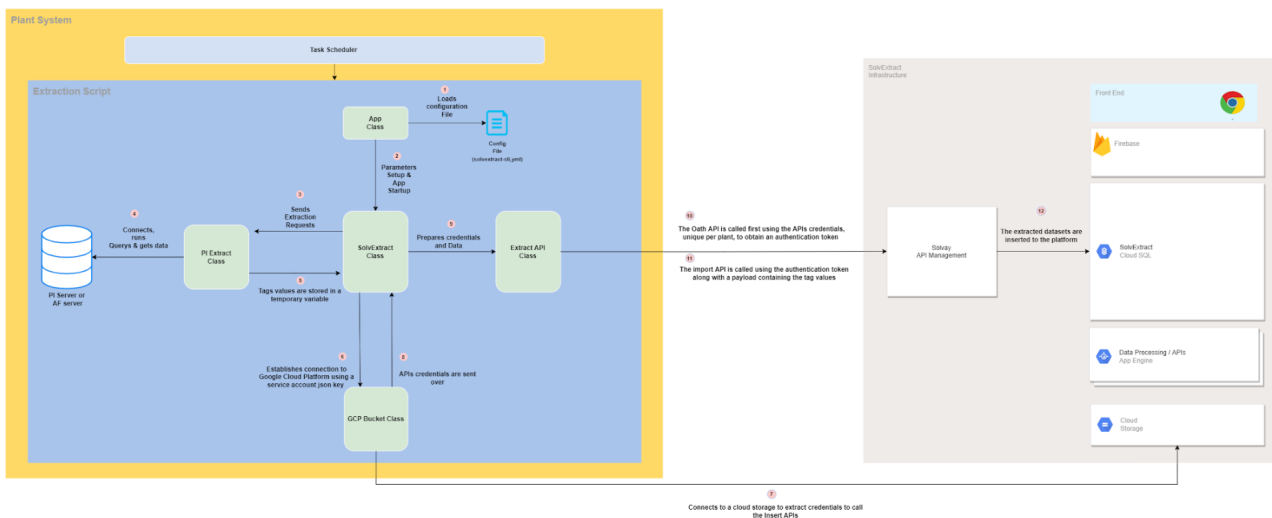 Plant System
Task Scheduler
Extraction Script
App
Class
1
Loads
configuration
File
Config
File
(solvextract-cli.yml)
2
Parameters
Setup &
App
Startup
3
Sends
Extraction
Requests
4
Connects,
runs
Querys & gets data
PI Server or
AF server
PI Extract
Class
SolvExtract
Class
9
Prepares credentials
and Data
Extract API
Class
Tags values are stored in a
temporary variable
Establishes connection to
Google Cloud Platform using a
service account json key
APIs credentials are sent
over
GCP Bucket Class
7
Connects to a cloud storage to extract credentials to call
the Insert APIs
10
The Oath API is called first using the APIs credentials,
unique per plant, to obtain an authentication token
11
The import API is called using the authentication token
along with a payload containing the tag values
SolvExtract
Infrastructure
Solvay
API Management
12
The extracted datasets are
inserted to the platform
Front End
Firebase
SolvExtract
Cloud SQL
Data Processing / APIs
App Engine
Cloud
Storage